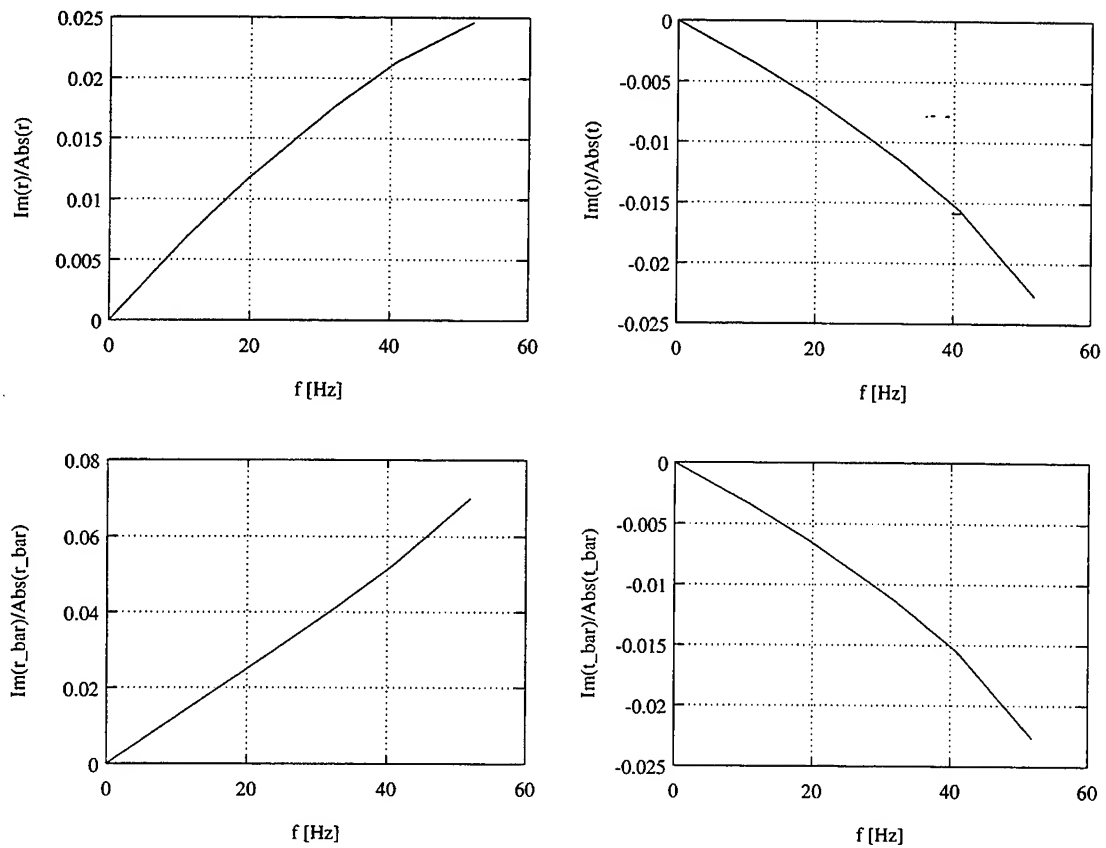 0.025
0.02
0.015
0.01
0.005
0
Im(r)/Abs(r)
0 20 40 60
f [Hz]
0
-0.005
-0.01
-0.015
-0.02
-0.025
Im(t)/Abs(t)
0 20 40 60
f [Hz]
0.08
0.06
0.04
0.02
0
Im(r_bar)/Abs(r_bar)
0 20 40 60
f [Hz]
0
-0.005
-0.01
-0.015
-0.02
-0.025
Im(t_bar)/Abs(t_bar)
0 20 40 60
f [Hz]